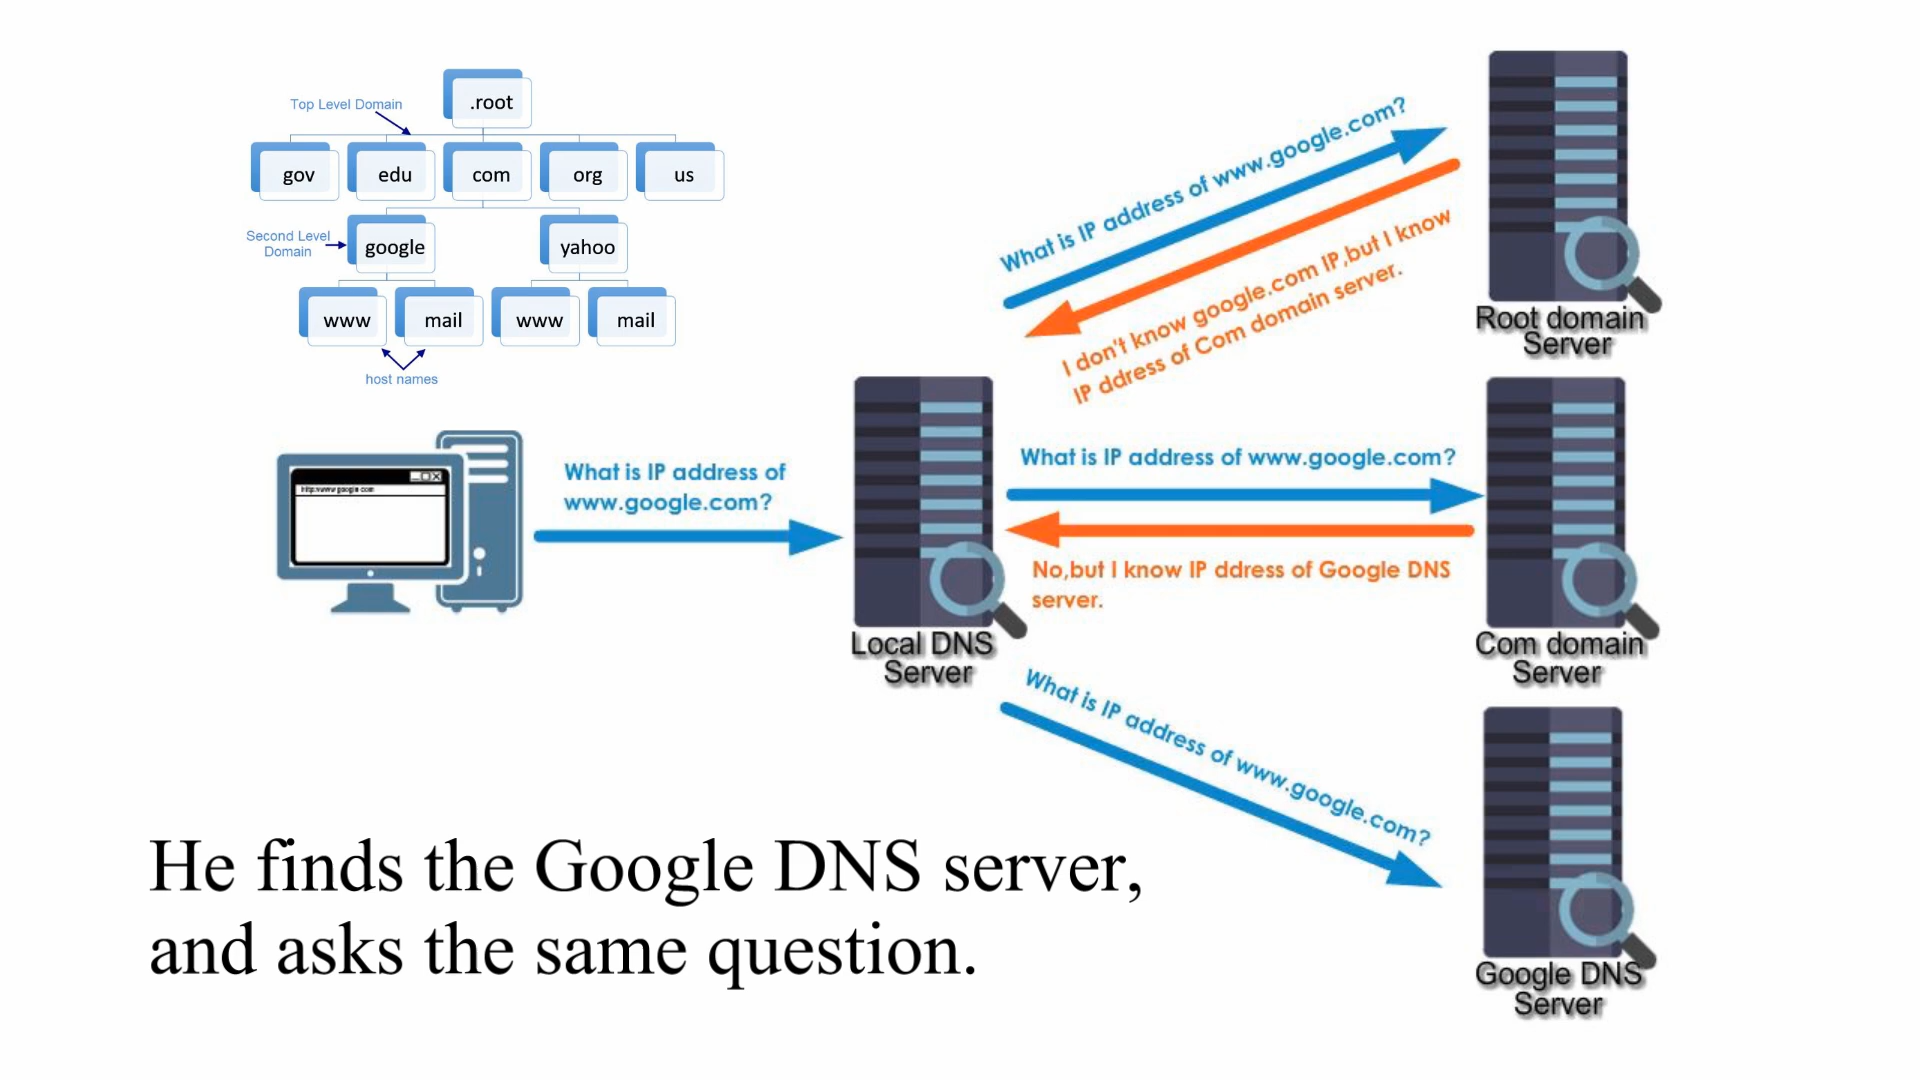 .root
Top Level Domain
gov edu com org us
Second Level
Domain
google yahoo
www mail www mail
host names
http:www google com
What is IP address of
www.google.com?
Local DNS
Server
What is IP address of www.google.com?
I don't know google.com IP,but I know
IP ddress of Com domain server.
Root domain
Server
What is IP address of www.google.com?
No,but I know IP ddress of Google DNS
server.
Com domain
Server
What is IP address of www.google.com?
Google DNS
Server
He finds the Google DNS server,
and asks the same question.